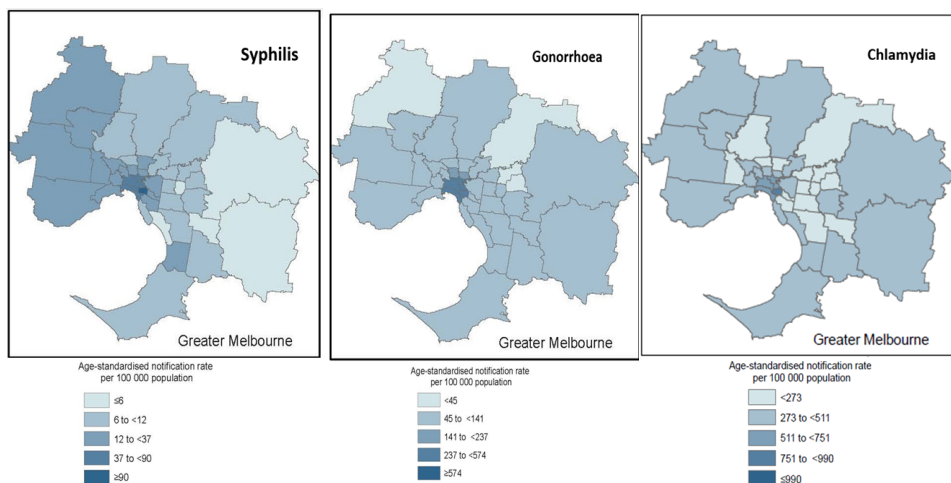 Syphilis
Greater Melbourne
Age-standardised notification rate
per 100 000 population
≤6
6 to <12
12 to <37
37 to <90
≥90
Gonorrhoea
Greater Melbourne
Age-standardised notification rate
per 100 000 population
<45
45 to <141
141 to <237
237 to <574
≥574
Chlamydia
Greater Melbourne
Age-standardised notification rate
per 100 000 population
<273
273 to <511
511 to <751
751 to <990
≤990